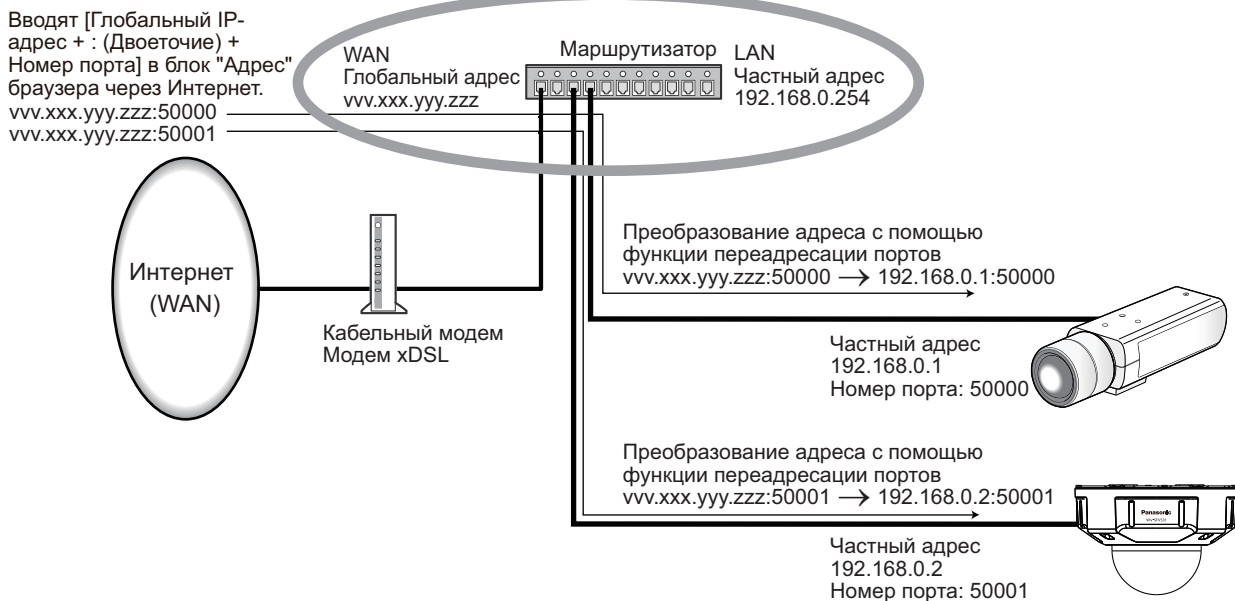 Вводят [Глобальный IP-
адрес + : (Двоеточие) +
Номер порта] в блок "Адрес"
браузера через Интернет.
vvv.xxx.yyy.zzz:50000
vvv.xxx.yyy.zzz:50001
WAN
Глобальный адрес
vvv.xxx.yyy.zzz
Маршрутизатор
LAN
Частный адрес
192.168.0.254
Интернет
(WAN)
Кабельный модем
Модем xDSL
Преобразование адреса с помощью
функции переадресации портов
vvv.xxx.yyy.zzz:50000 → 192.168.0.1:50000
Частный адрес
192.168.0.1
Номер порта: 50000
Преобразование адреса с помощью
функции переадресации портов
vvv.xxx.yyy.zzz:50001 → 192.168.0.2:50001
Panasonic
Частный адрес
192.168.0.2
Номер порта: 50001